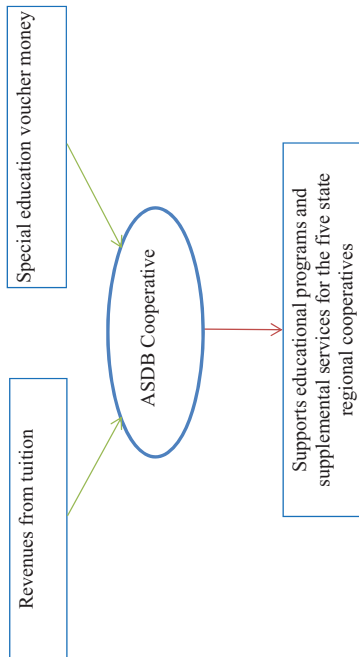 Revenues from tuition
Special education voucher money
ASDB Cooperative
Supports educational programs and
supplemental services for the five state
regional cooperatives